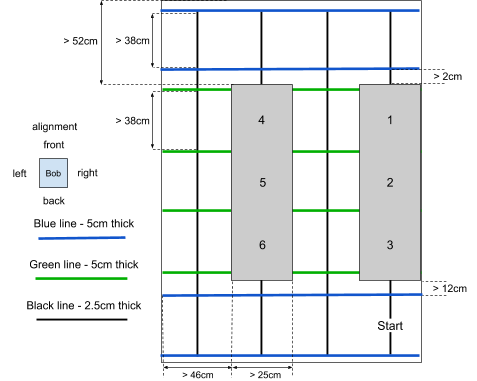 > 52cm
> 38cm
> 2cm
> 38cm
4
1
alignment
front
left
Bob
right
back
5
2
Blue line - 5cm thick
6
3
Green line - 5cm thick
> 12cm
Black line - 2.5cm thick
Start
> 46cm
> 25cm